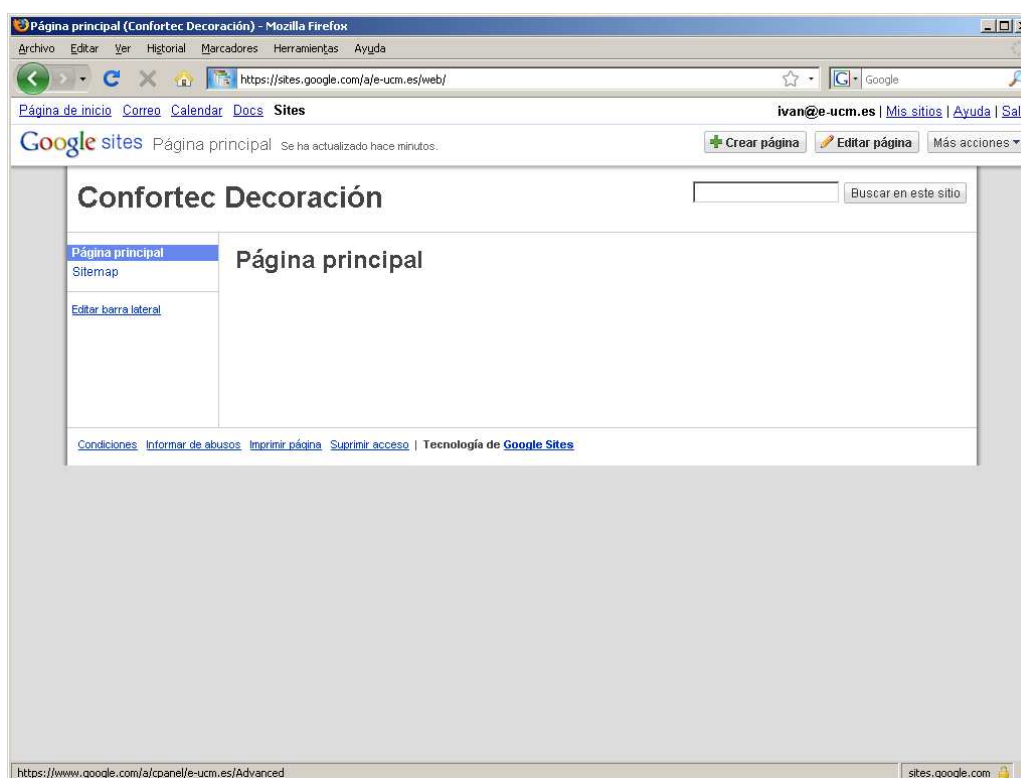 Página principal (Confortec Decoración) - Mozilla Firefox
Archivo Editar Ver Historial Marcadores Herramientas Ayuda
https://sites.google.com/a/e-ucm.es/web/ G Google
Página de inicio Correo Calendar Docs Sites ivan@e-ucm.es | Mis sitios | Ayuda | Sal
Google sites Página principal Se ha actualizado hace minutos. Crear página Editar página Más acciones
Confortec Decoración Buscar en este sitio
Página principal
Sitemap
Editar barra lateral
Página principal
Condiciones Informar de abusos Imprimir página Suprimir acceso | Tecnología de Google Sites
https://www.google.com/a/cpanel/e-ucm.es/Advanced sites.google.com